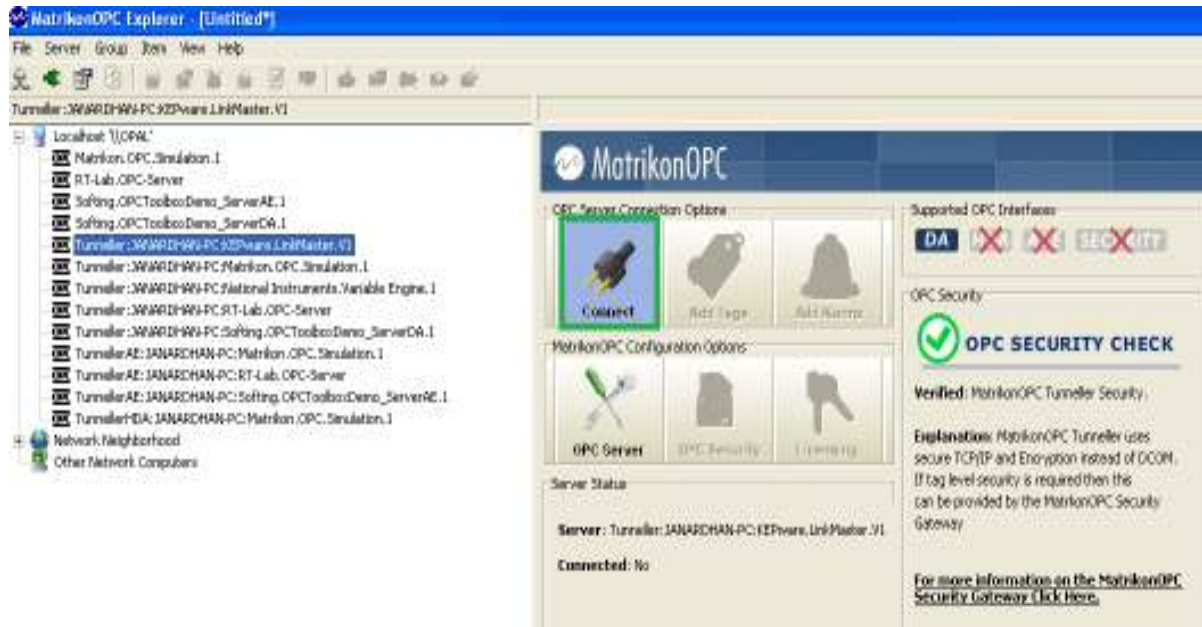 MatrikonOPC Explorer - [Untitled*]
File Server Group Item View Help
Tunneller:JANARDHAN-PC:KEPware.LinkMaster.V1
Localhost '\\OPAL'
Matrikon.OPC.Simulation.1
RT-Lab.OPC-Server
Softing.OPCToolboxDemo_ServerAE.1
Softing.OPCToolboxDemo_ServerDA.1
Tunneller:JANARDHAN-PC:KEPware.LinkMaster.V1
Tunneller:JANARDHAN-PC:Matrikon.OPC.Simulation.1
Tunneller:JANARDHAN-PC:National Instruments.Variable Engine.1
Tunneller:JANARDHAN-PC:RT-Lab.OPC-Server
Tunneller:JANARDHAN-PC:Softing.OPCToolboxDemo_ServerDA.1
TunnellerAE:JANARDHAN-PC:Matrikon.OPC.Simulation.1
TunnellerAE:JANARDHAN-PC:RT-Lab.OPC-Server
TunnellerAE:JANARDHAN-PC:Softing.OPCToolboxDemo_ServerAE.1
TunnellerHDA:JANARDHAN-PC:Matrikon.OPC.Simulation.1
Network Neighborhood
Other Network Computers
MatrikonOPC
OPC Server Connection Options
Connect
Add Tags
Add Alarms
MatrikonOPC Configuration Options
OPC Server
OPC Security
Licensing
Server Status
Server: Tunneller:JANARDHAN-PC:KEPware.LinkMaster.V1
Connected: No
Supported OPC Interfaces
DA
SECURITY
OPC Security
OPC SECURITY CHECK
Verified: MatrikonOPC Tunneller Security.
Explanation: MatrikonOPC Tunneller uses
secure TCP/IP and Encryption instead of DCOM.
If tag level security is required then this
can be provided by the MatrikonOPC Security
Gateway
For more information on the MatrikonOPC
Security Gateway Click Here.